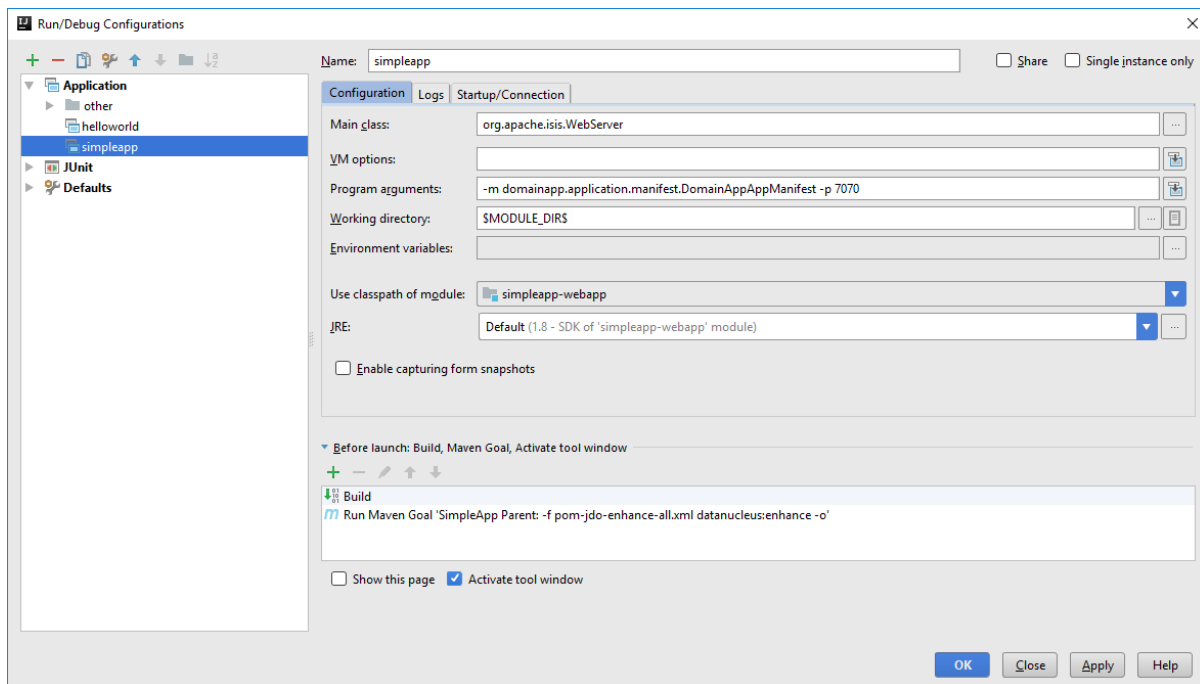 Run/Debug Configurations
Name: simpleapp
Share
Single instance only
Application
other
helloworld
simpleapp
JUnit
Defaults
Configuration
Logs
Startup/Connection
Main class: org.apache.isis.WebServer
VM options:
Program arguments: -m domainapp.application.manifest.DomainAppAppManifest -p 7070
Working directory: $MODULE_DIR$
Environment variables:
Use classpath of module: simpleapp-webapp
JRE: Default (1.8 - SDK of 'simpleapp-webapp' module)
Enable capturing form snapshots
Before launch: Build, Maven Goal, Activate tool window
Build
Run Maven Goal 'SimpleApp Parent: -f pom-jdo-enhance-all.xml datanucleus:enhance -o'
Show this page
Activate tool window
OK
Close
Apply
Help